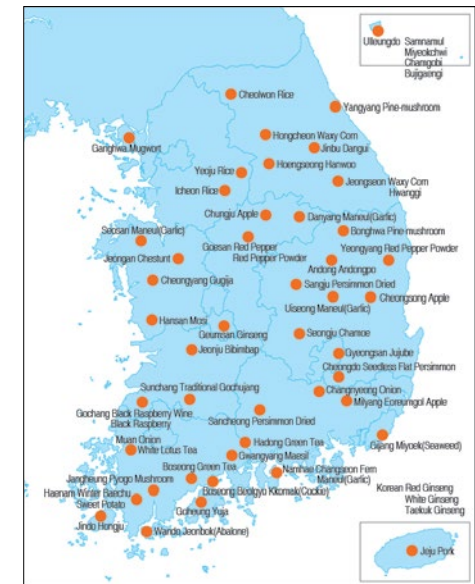 Ulleungdo Samnamul
Miyeokchwi
Chamgobi
Bujigaengi
Cheolwon Rice
Yangyang Pine-mushroom
Ganghwa Mugwort
Hongcheon Waxy Corn
Jinbu Dangui
Hoengseong Hanwoo
Yeoju Rice
Jeongseon Waxy Corn
Hwanggi
Icheon Rice
Chungju Apple
Danyang Maneul(Garlic)
Seosan Maneul(Garlic)
Bonghwa Pine-mushroom
Goesan Red Pepper
Red Pepper Powder
Yeongyang Red Pepper Powder
Jeongan Chestunt
Andong Andongpo
Cheongyang Gugija
Sangju Persimmon Dried
Uiseong Maneul(Garlic)
Cheongsong Apple
Hansan Mosi
Geumsan Ginseng
Seongju Chamoe
Jeonju Bibimbap
Gyeongsan Jujube
Cheongdo Seedless Flat Persimmon
Sunchang Traditional Gochujang
Changnyeong Onion
Milyang Eoreumgol Apple
Gochang Black Raspberry Wine
Black Raspberry
Sancheong Persimmon Dried
Muan Onion
White Lotus Tea
Hadong Green Tea
Gijang Miyeok(Seaweed)
Gwangyang Maesil
Boseong Green Tea
Namhae Changseon Fern
Maneul(Garlic)
Jangheung Pyogo Mushroom
Haenam Winter Baechu
Sweet Potato
Boseong Beolgyo Kkomak(Cockle)
Goheung Yuja
Jindo Hongju
Wando Jeonbok(Abalone)
Korean Red Ginseng
White Ginseng
Taekuk Ginseng
Jeju Pork